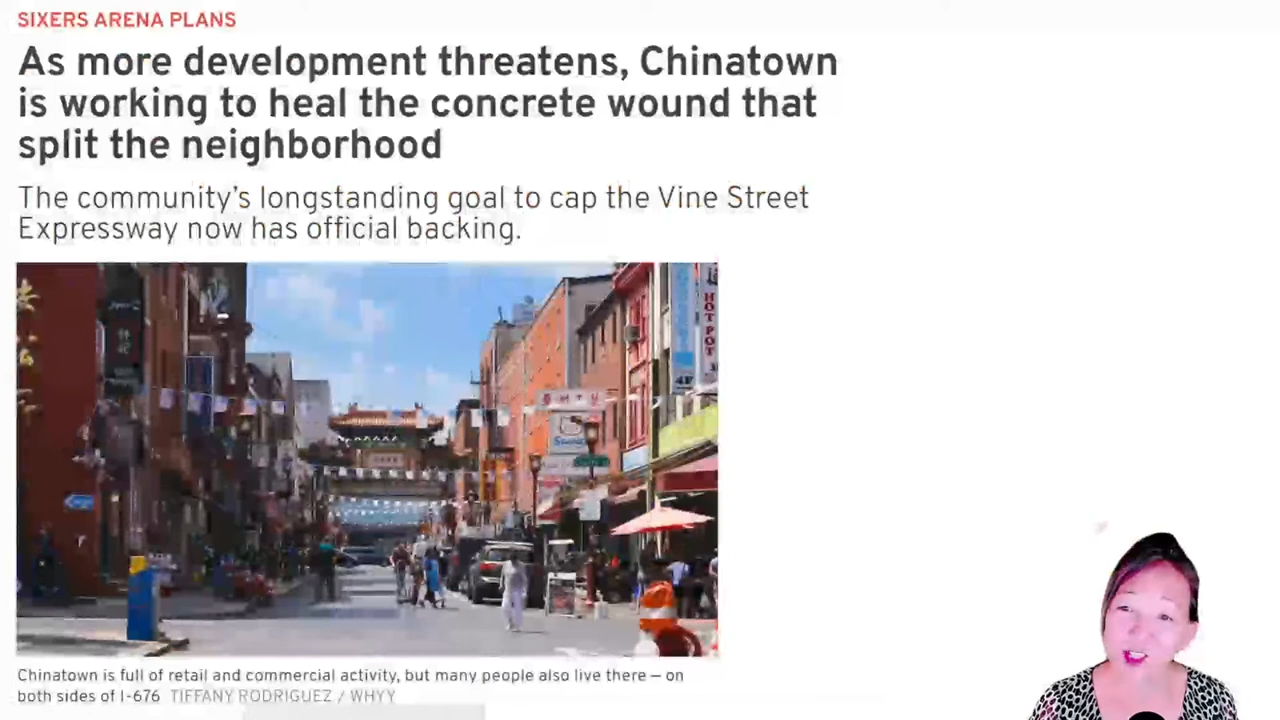 SIXERS ARENA PLANS
As more development threatens, Chinatown
is working to heal the concrete wound that
split the neighborhood
The community's longstanding goal to cap the Vine Street
Expressway now has official backing.
HOT POT
Chinatown is full of retail and commercial activity, but many people also live there — on
both sides of I-676 TIFFANY RODRIGUEZ / WHYY